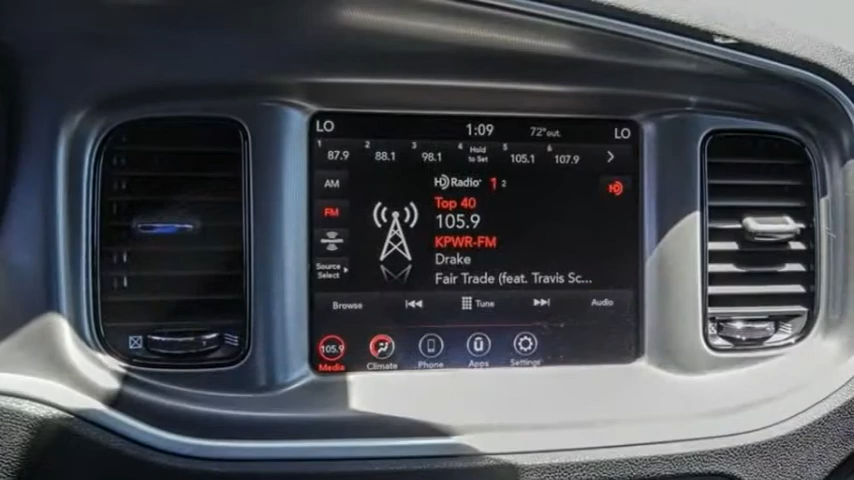 LO 1:09 72°out. LO
1 87.9 2 88.1 3 98.1 4 Hold to Set 5 105.1 6 107.9
AM
HD Radio 1 2
HD
FM
Top 40
105.9
KPWR-FM
Source
Select
Drake
Fair Trade (feat. Travis Sc...
Browse Tune Audio
105.9
Media Climate Phone Apps Settings